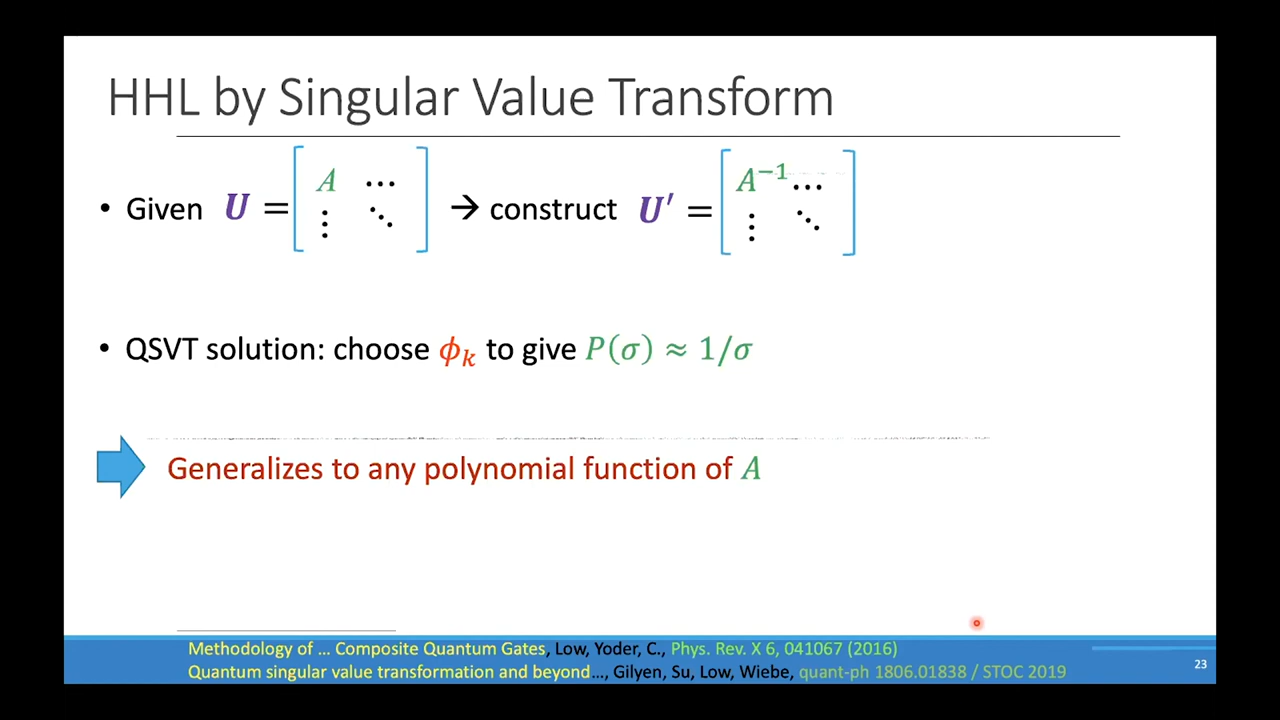 HHL by Singular Value Transform
• Given U = [ A ⋯ ⋮ ⋱ ] → construct U′ = [ A⁻¹ ⋯ ⋮ ⋱ ]
• QSVT solution: choose ϕₖ to give P(σ) ≈ 1/σ
Generalizes to any polynomial function of A
Methodology of … Composite Quantum Gates, Low, Yoder, C., Phys. Rev. X 6, 041067 (2016)
Quantum singular value transformation and beyond…, Gilyen, Su, Low, Wiebe, quant-ph 1806.01838 / STOC 2019
23